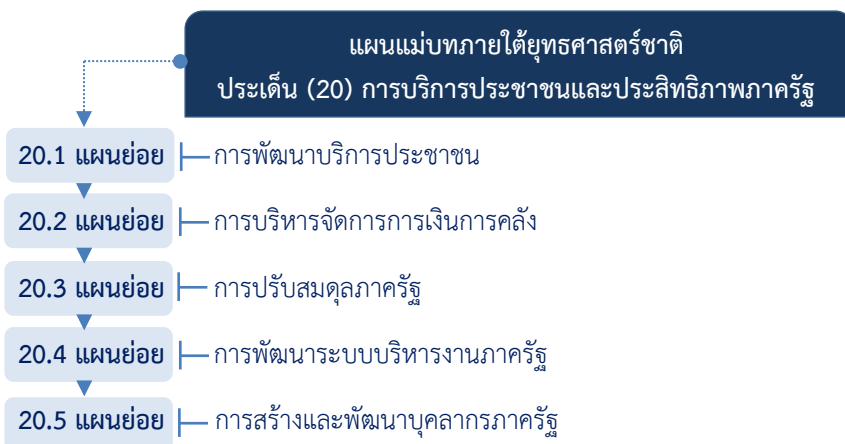 แผนแม่บทภายใต้ยุทธศาสตร์ชาติ
ประเด็น (20) การบริการประชาชนและประสิทธิภาพภาครัฐ
20.1 แผนย่อย การพัฒนาบริการประชาชน
20.2 แผนย่อย การบริหารจัดการการเงินการคลัง
20.3 แผนย่อย การปรับสมดุลภาครัฐ
20.4 แผนย่อย การพัฒนาระบบบริหารงานภาครัฐ
20.5 แผนย่อย การสร้างและพัฒนาบุคลากรภาครัฐ